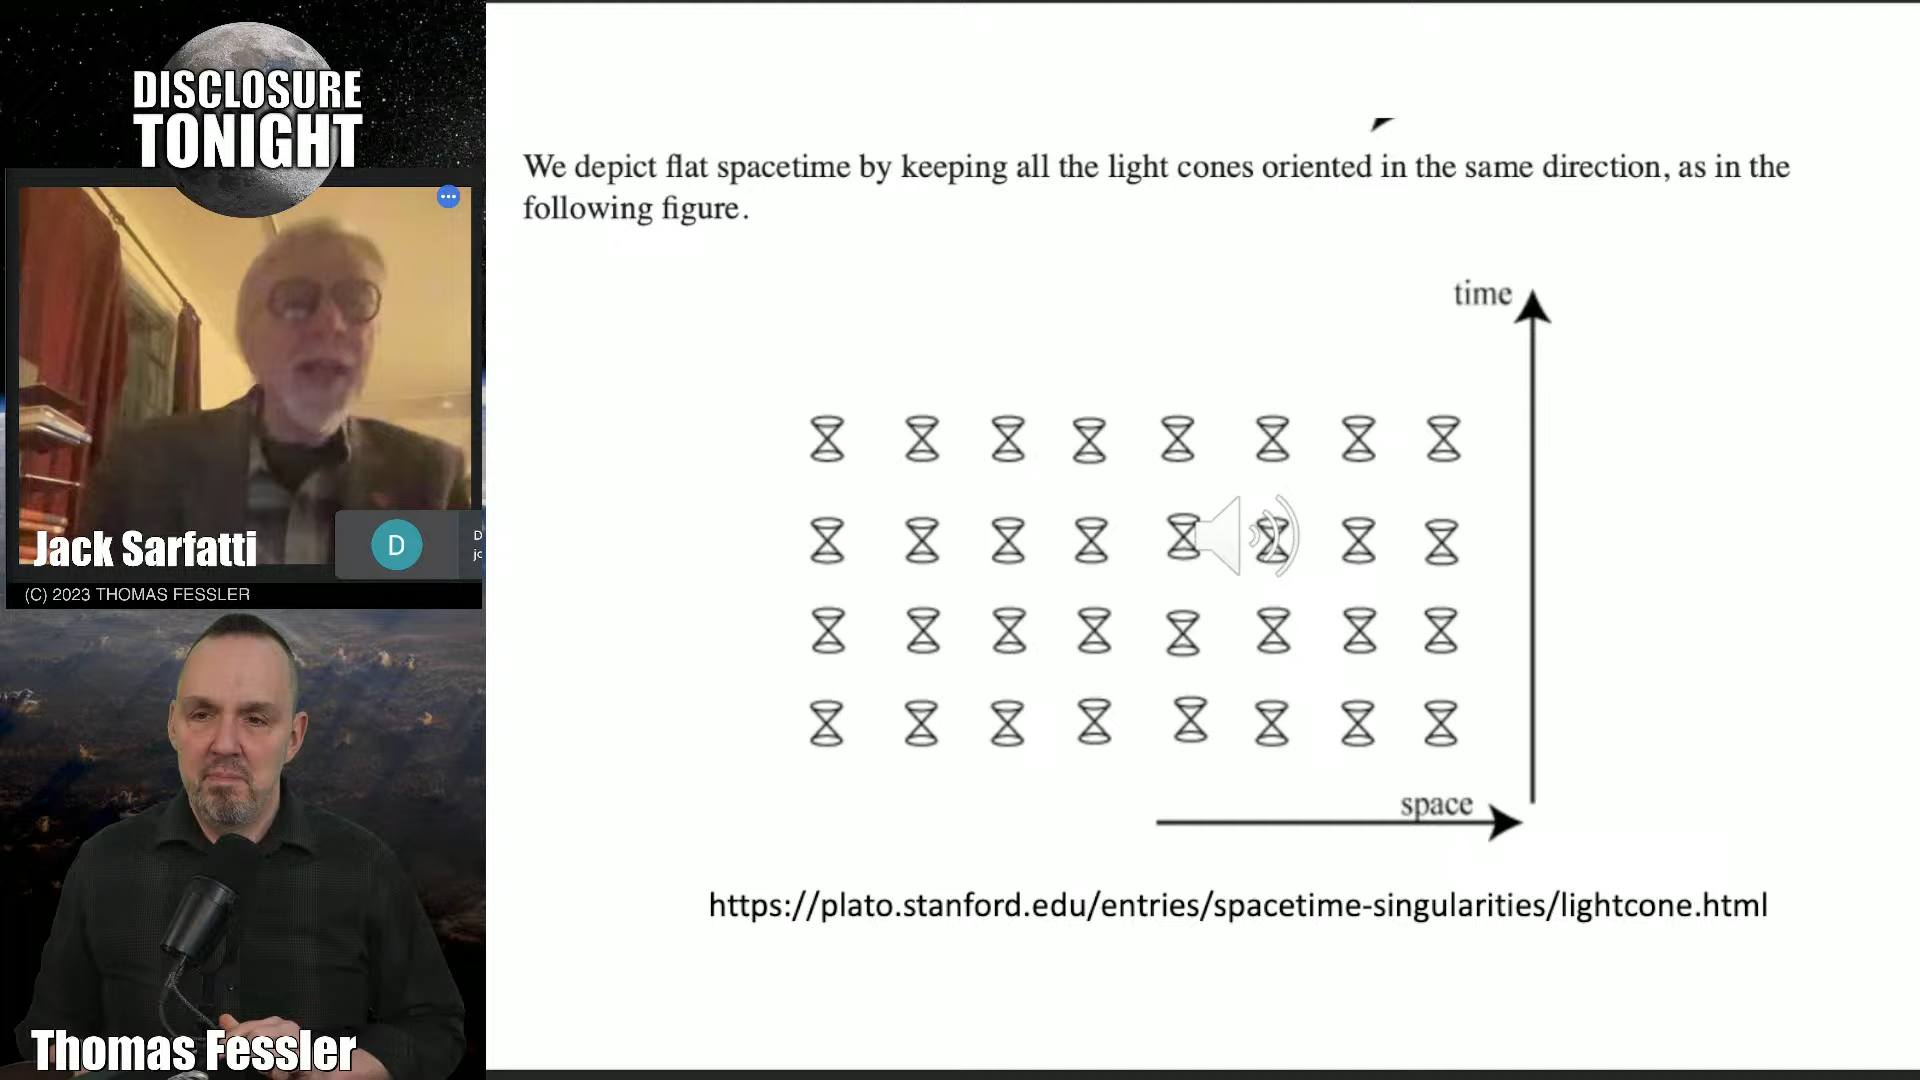 DISCLOSURE
TONIGHT
Jack Sarfatti
D
D
jc
(C) 2023 THOMAS FESSLER
Thomas Fessler
We depict flat spacetime by keeping all the light cones oriented in the same direction, as in the
following figure.
time
space
https://plato.stanford.edu/entries/spacetime-singularities/lightcone.html